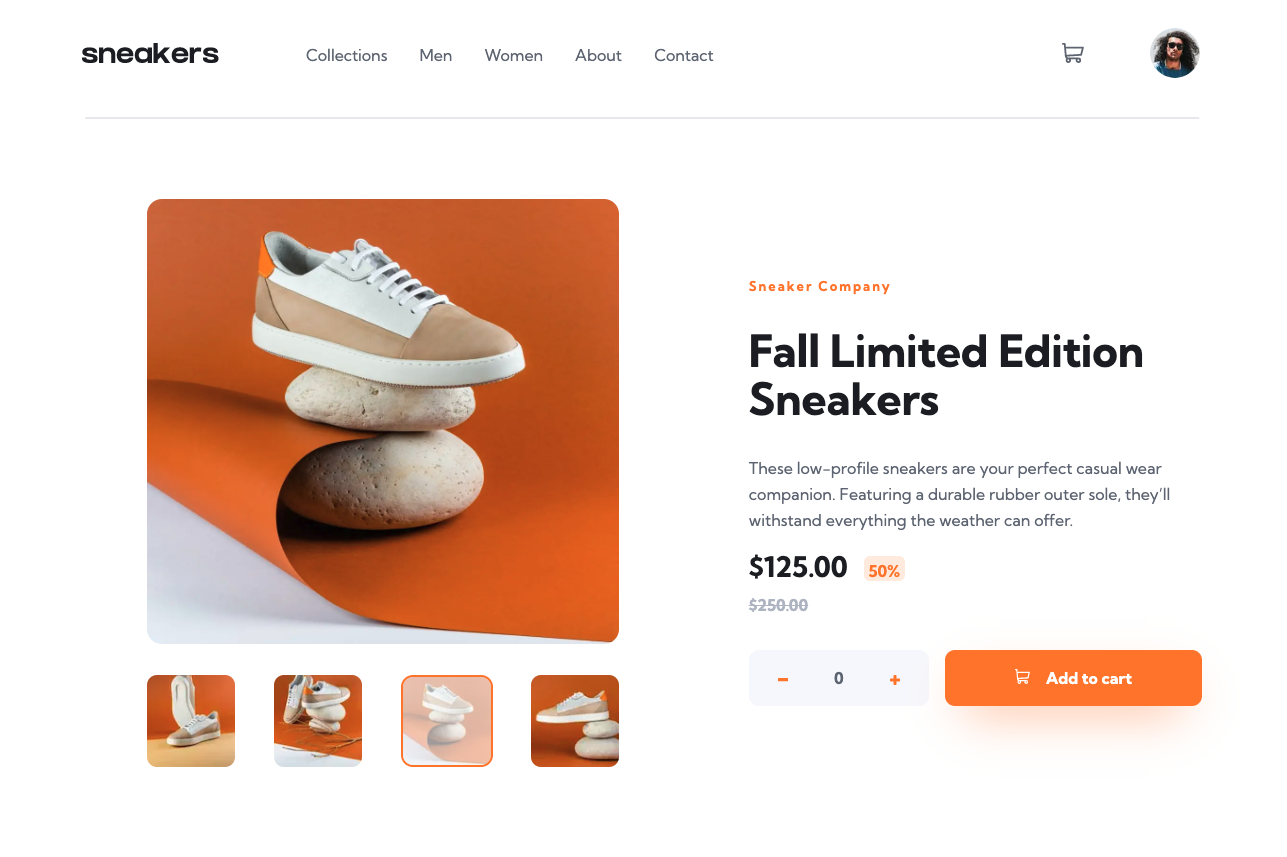 sneakers
Collections Men Women About Contact
Sneaker Company
Fall Limited Edition
Sneakers
These low-profile sneakers are your perfect casual wear
companion. Featuring a durable rubber outer sole, they’ll
withstand everything the weather can offer.
$125.00 50%
$250.00
- 0 + Add to cart